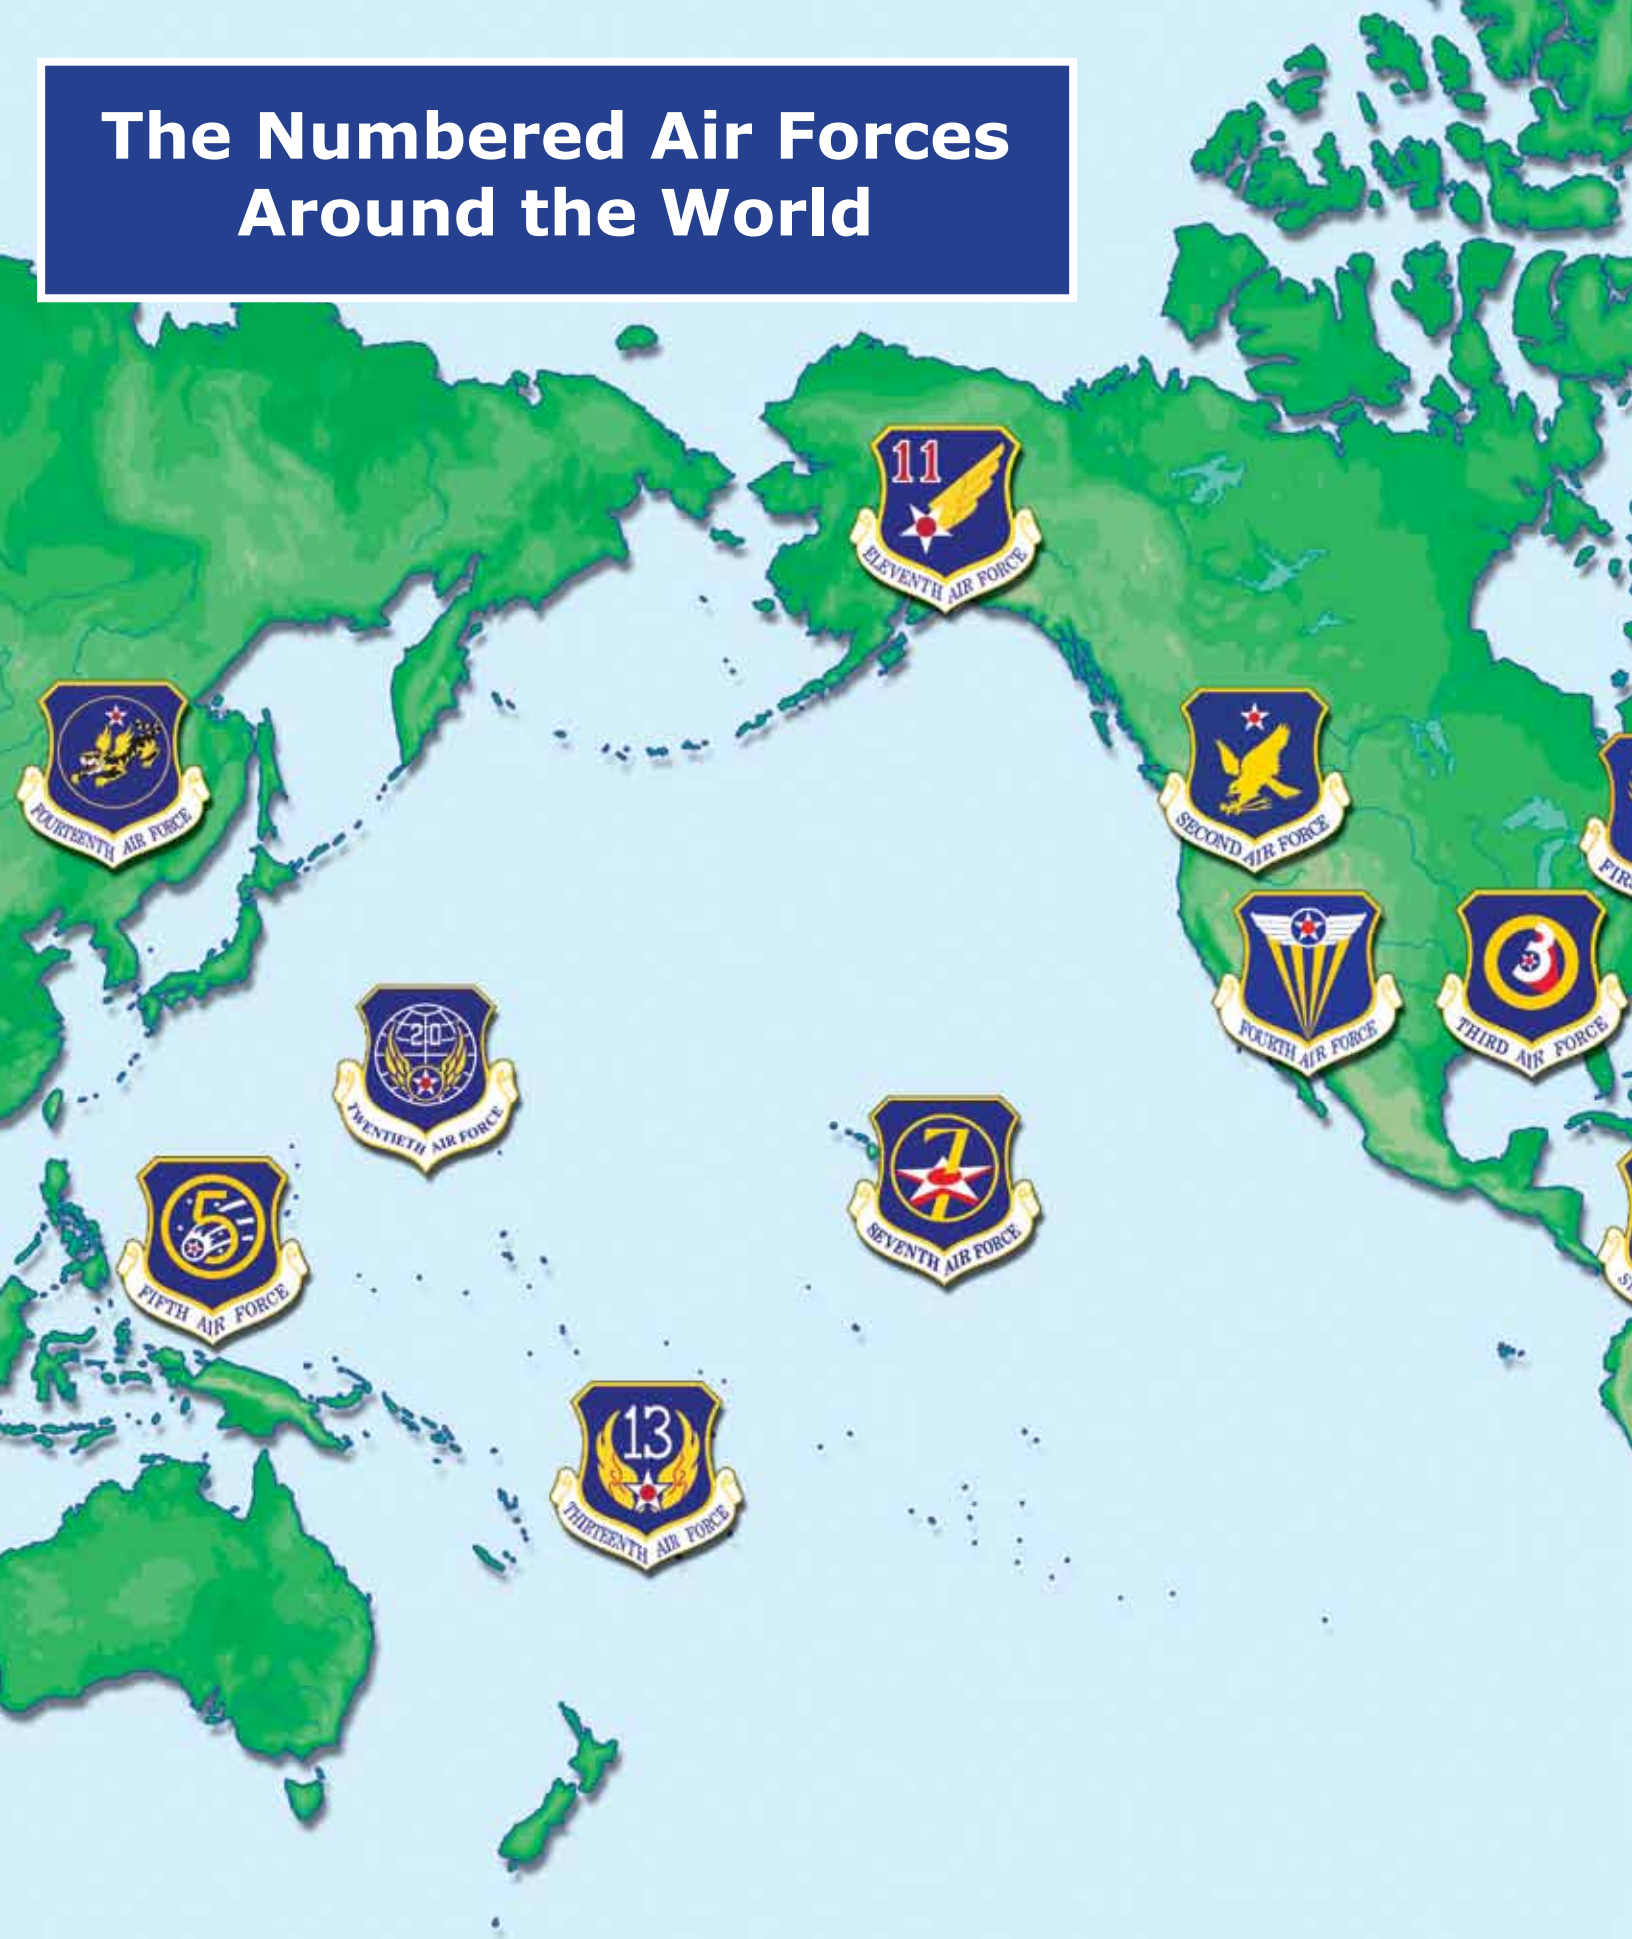 The Numbered Air Forces
Around the World
11
ELEVENTH AIR FORCE
FOURTEENTH AIR FORCE
SECOND AIR FORCE
FOURTH AIR FORCE
3
THIRD AIR FORCE
20
TWENTIETH AIR FORCE
7
SEVENTH AIR FORCE
5
FIFTH AIR FORCE
13
THIRTEENTH AIR FORCE